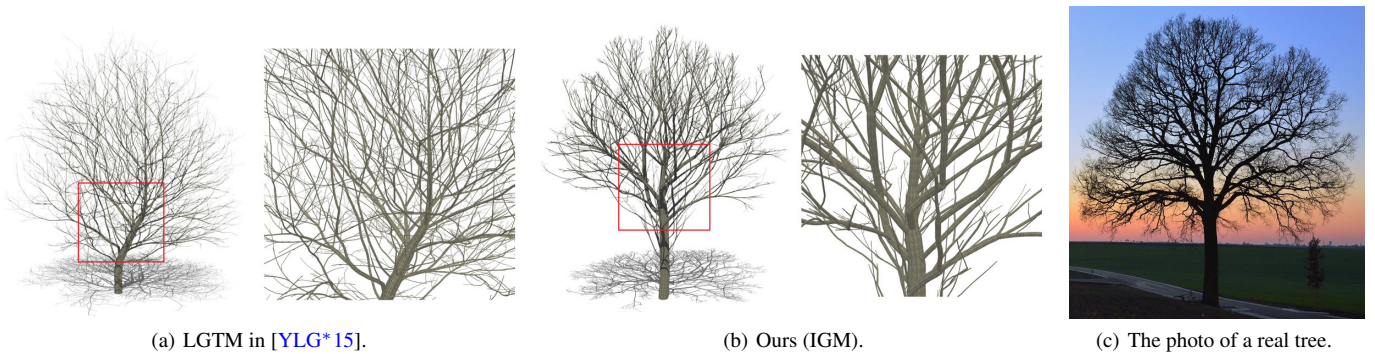 (a) LGTM in [YLG*15].
(b) Ours (IGM).
(c) The photo of a real tree.